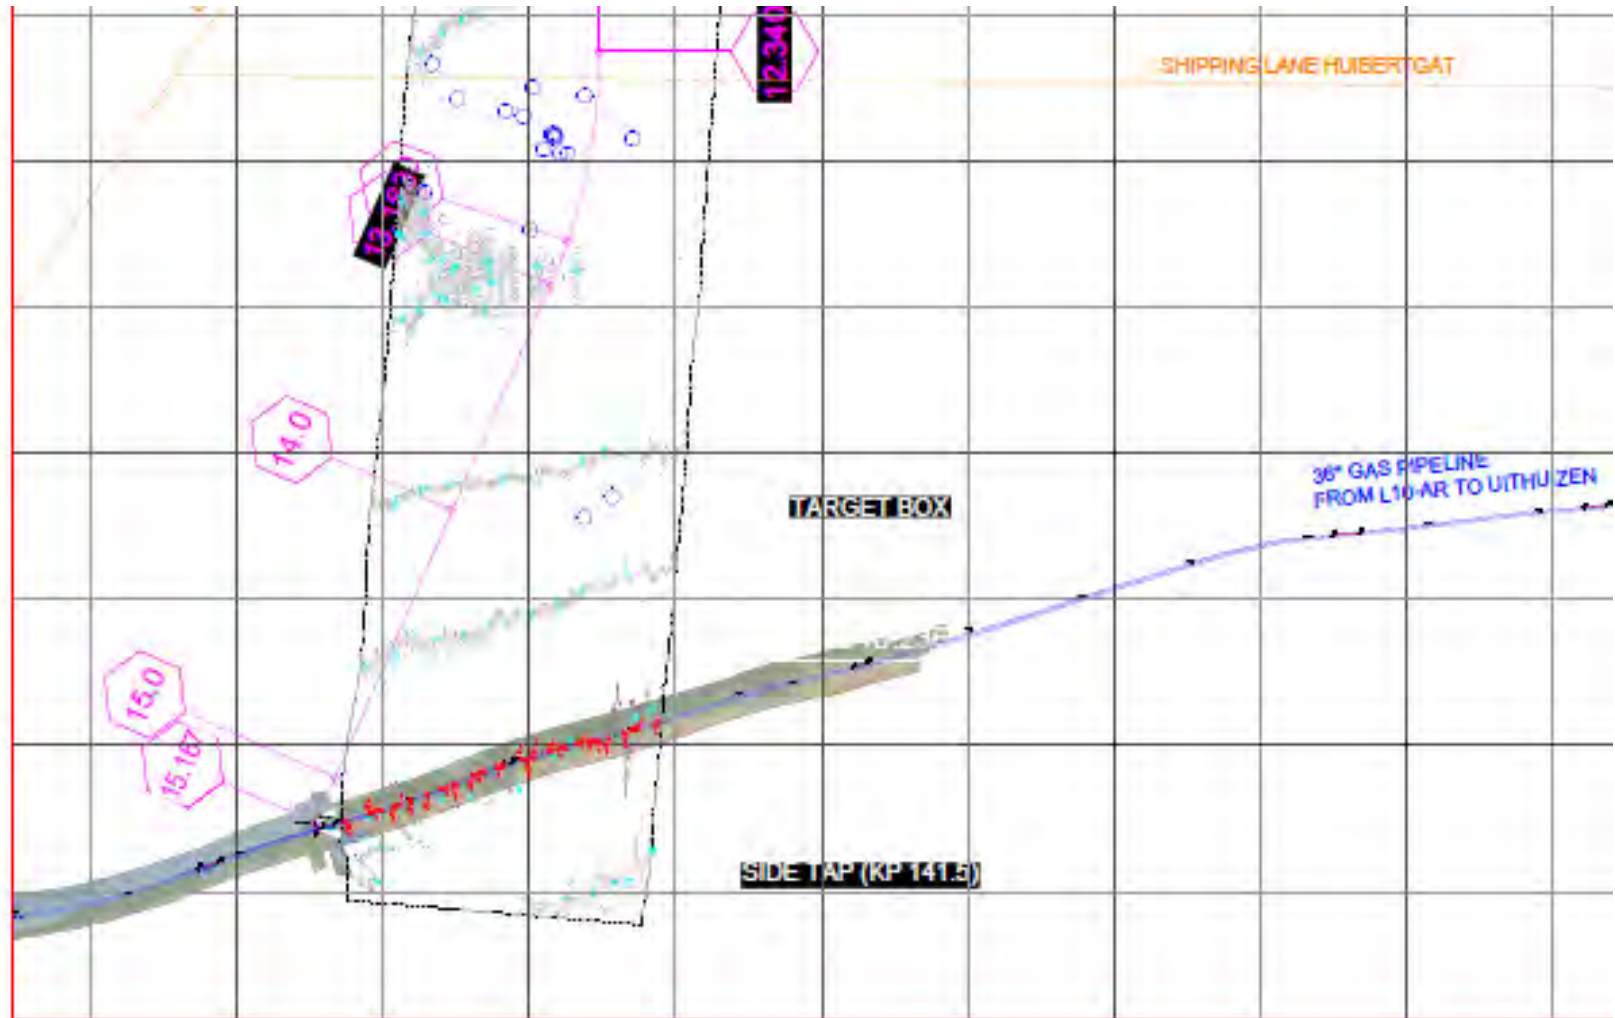 12.340
SHIPPING LANE HUIBERTGAT
14.0
36" GAS PIPELINE
FROM L10-AR TO UITHUIZEN
TARGET BOX
15.0
15.167
SIDE TAP (KP 141.5)